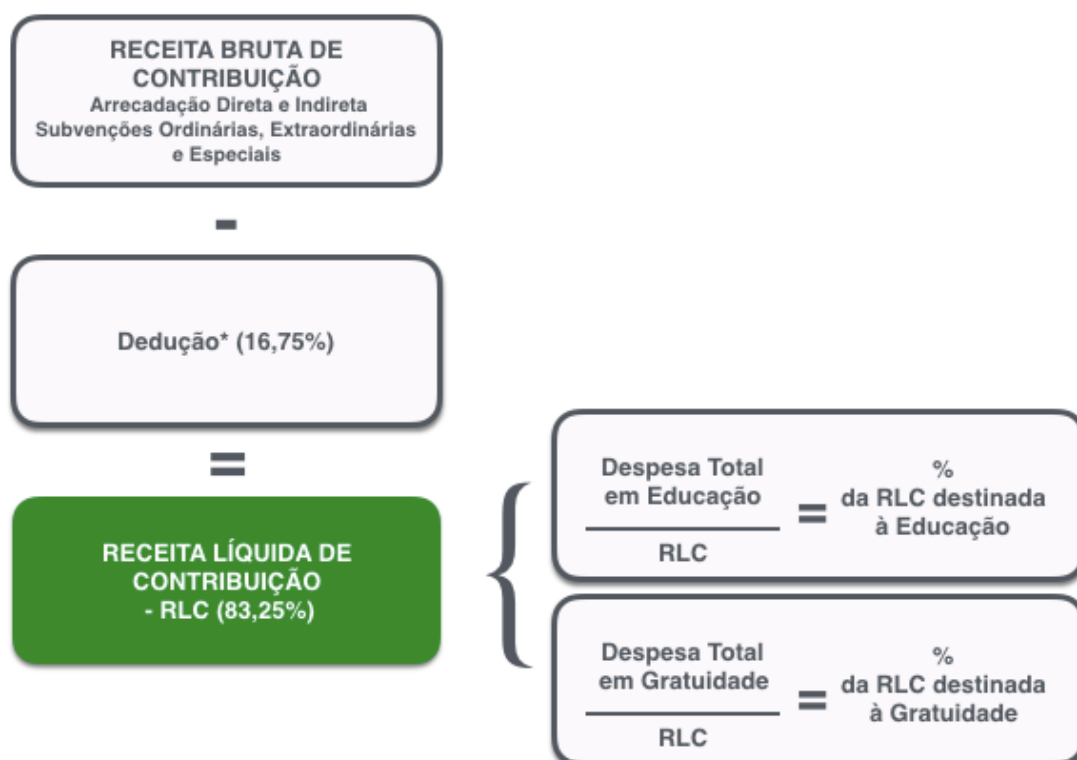 RECEITA BRUTA DE
CONTRIBUIÇÃO
Arrecadação Direta e Indireta
Subvenções Ordinárias, Extraordinárias
e Especiais
-
Dedução* (16,75%)
=
RECEITA LÍQUIDA DE
CONTRIBUIÇÃO
- RLC (83,25%)
{
Despesa Total
em Educação
RLC
=
%
da RLC destinada
à Educação
Despesa Total
em Gratuidade
RLC
=
%
da RLC destinada
à Gratuidade